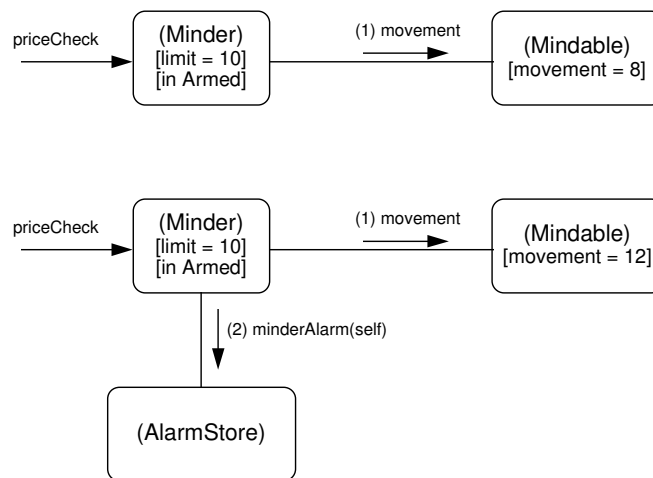 priceCheck
(Minder)
[limit = 10]
[in Armed]
(1) movement
(Mindable)
[movement = 8]
priceCheck
(Minder)
[limit = 10]
[in Armed]
(1) movement
(Mindable)
[movement = 12]
(2) minderAlarm(self)
(AlarmStore)